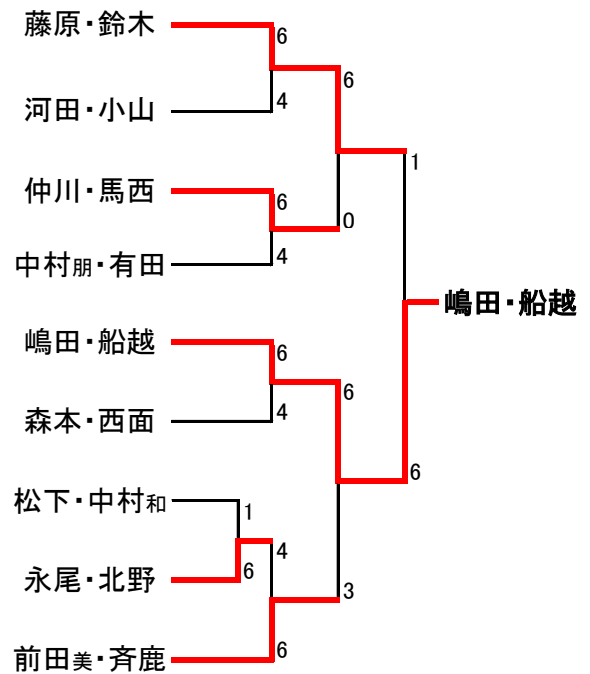 藤原・鈴木
6
6
河田・小山
4
1
仲川・馬西
6
0
中村朋・有田
4
嶋田・船越
嶋田・船越
6
6
森本・西面
4
6
松下・中村和
1
4
永尾・北野
6
3
前田美・斉鹿
6